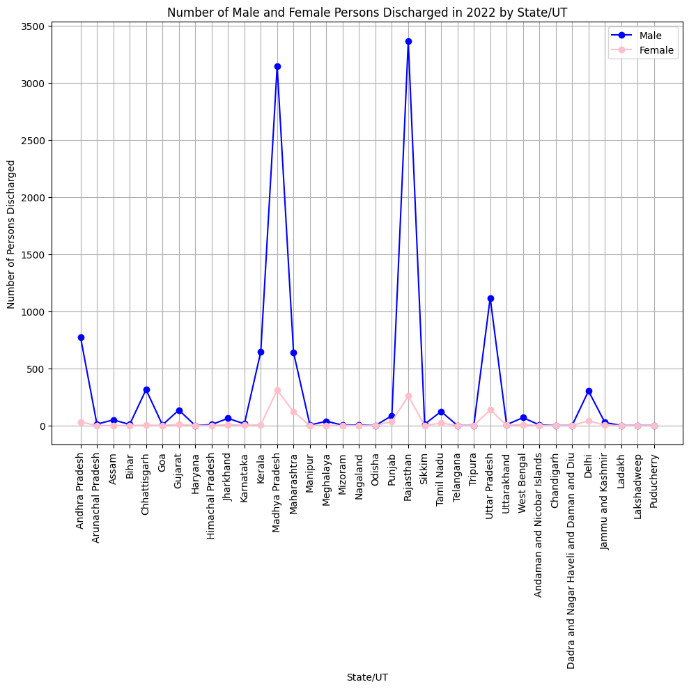 Number of Male and Female Persons Discharged in 2022 by State/UT
Male
Female
Number of Persons Discharged
3500
3000
2500
2000
1500
1000
500
0
Andhra Pradesh
Arunachal Pradesh
Assam
Bihar
Chhattisgarh
Goa
Gujarat
Haryana
Himachal Pradesh
Jharkhand
Karnataka
Kerala
Madhya Pradesh
Maharashtra
Manipur
Meghalaya
Mizoram
Nagaland
Odisha
Punjab
Rajasthan
Sikkim
Tamil Nadu
Telangana
Tripura
Uttar Pradesh
Uttarakhand
West Bengal
Andaman and Nicobar Islands
Chandigarh
Dadra and Nagar Haveli and Daman and Diu
Delhi
Jammu and Kashmir
Ladakh
Lakshadweep
Puducherry
State/UT